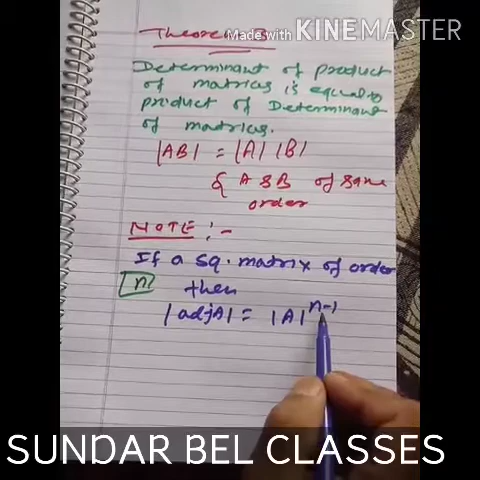 Made with KINEMASTER
Theorem
Determinant of product
of matrices is equal to
product of Determinant
of matrices.
|AB| = |A| |B|
& A & B of same
order
NOTE :-
If a sq. matrix of order
n then
|adjA| = |A|ⁿ⁻¹
SUNDAR BEL CLASSES